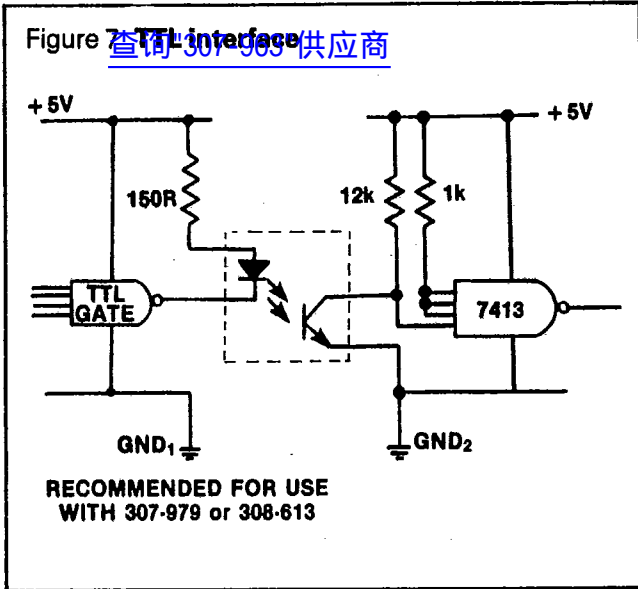 Figure 7 TTL interface
查询"307-963"供应商
+5V
+5V
150R
12k
1k
TTL
GATE
7413
GND₁
GND₂
RECOMMENDED FOR USE
WITH 307-979 or 308-613